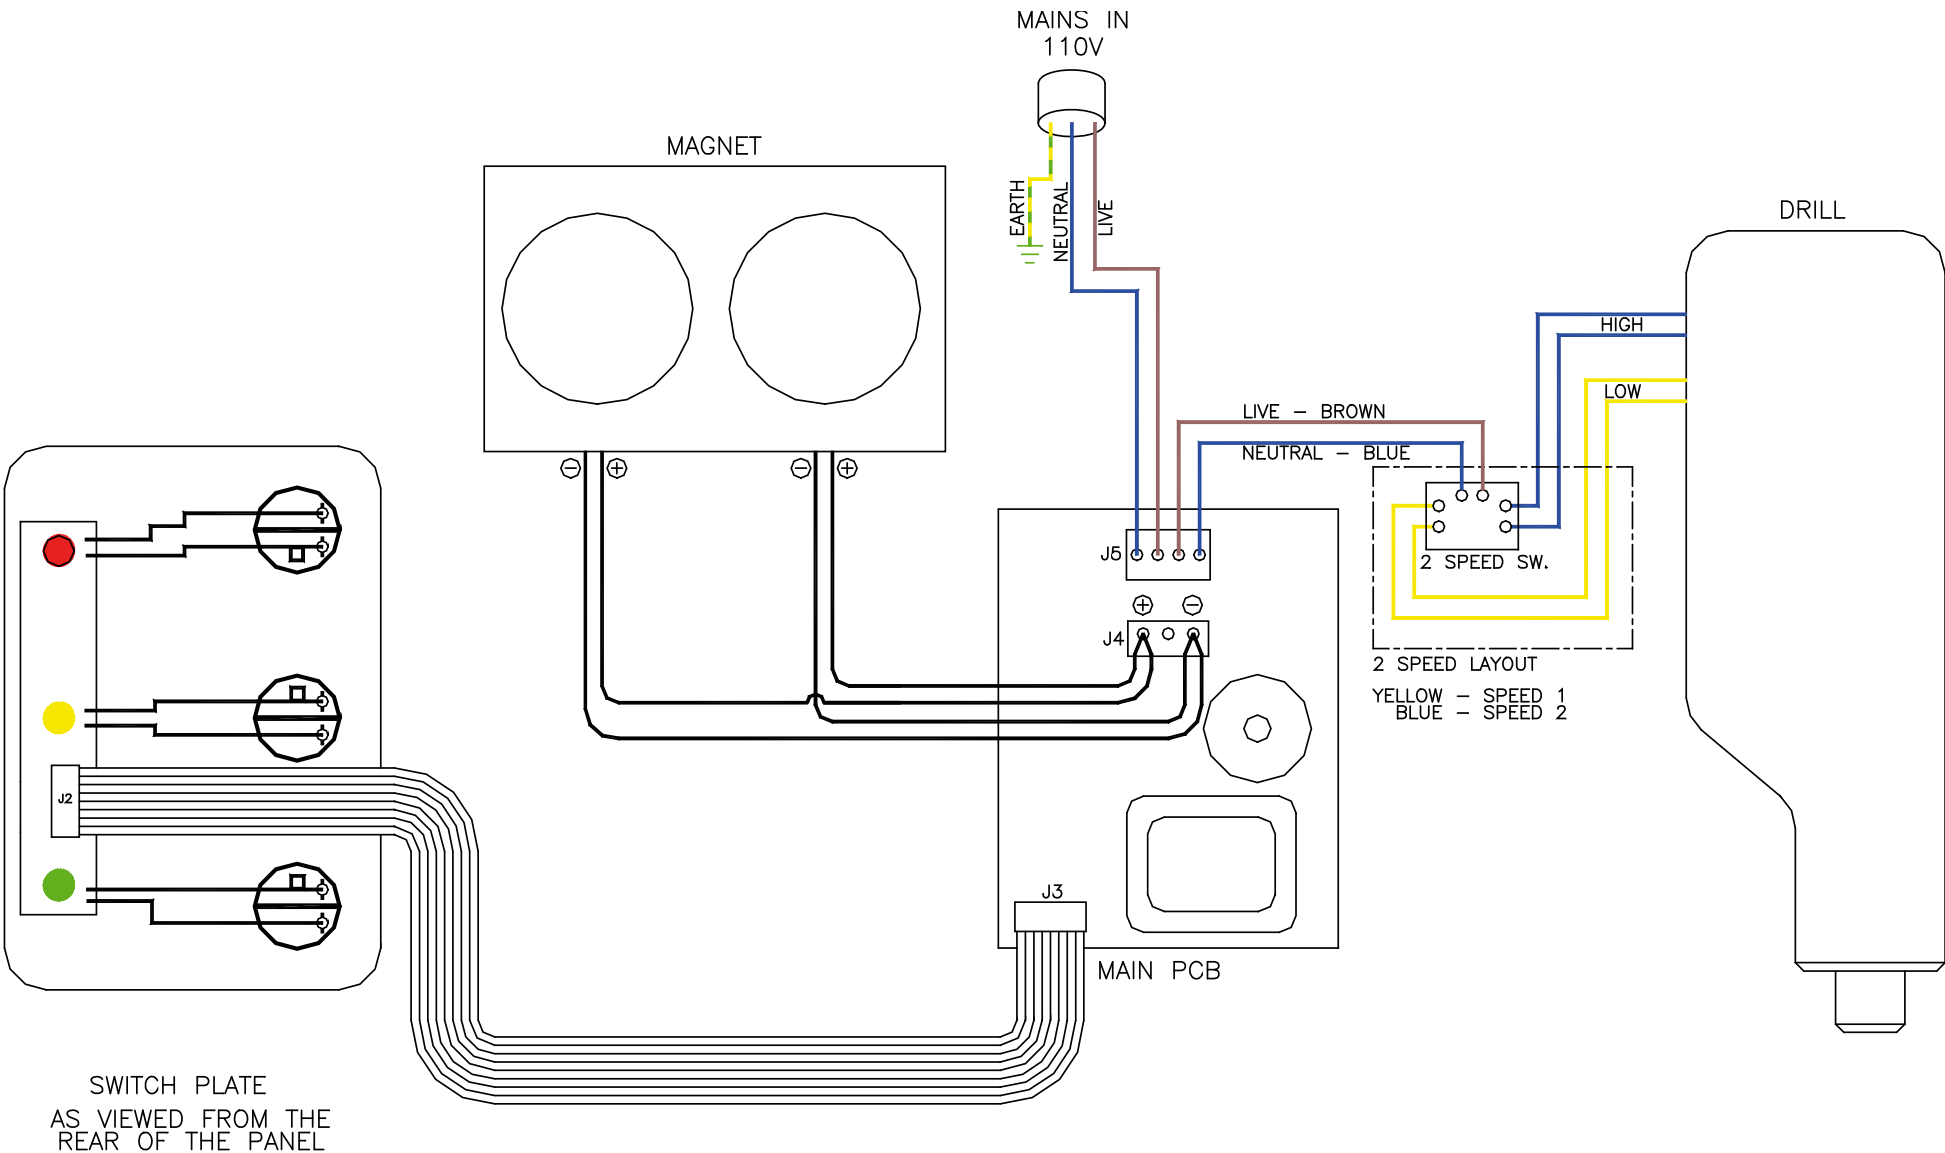 MAINS IN
110V
MAGNET
EARTH
NEUTRAL
LIVE
DRILL
HIGH
LOW
LIVE - BROWN
NEUTRAL - BLUE
2 SPEED SW.
J5
J4
2 SPEED LAYOUT
YELLOW - SPEED 1
BLUE - SPEED 2
J2
J3
MAIN PCB
SWITCH PLATE
AS VIEWED FROM THE
REAR OF THE PANEL